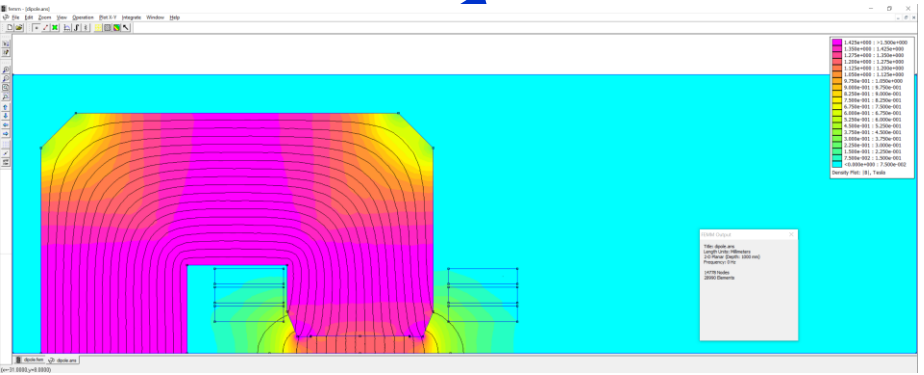 femm - [dipole.ans]
File Edit Zoom View Operation Plot X-Y Integrate Window Help
1.425e+000 : >1.500e+000
1.350e+000 : 1.425e+000
1.275e+000 : 1.350e+000
1.200e+000 : 1.275e+000
1.125e+000 : 1.200e+000
1.050e+000 : 1.125e+000
9.750e-001 : 1.050e+000
9.000e-001 : 9.750e-001
8.250e-001 : 9.000e-001
7.500e-001 : 8.250e-001
6.750e-001 : 7.500e-001
6.000e-001 : 6.750e-001
5.250e-001 : 6.000e-001
4.500e-001 : 5.250e-001
3.750e-001 : 4.500e-001
3.000e-001 : 3.750e-001
2.250e-001 : 3.000e-001
1.500e-001 : 2.250e-001
7.500e-002 : 1.500e-001
<0.000e+000 : 7.500e-002
Density Plot: |B|, Tesla
FEMM Output
Title: dipole.ans
Length Units: Millimeters
2-D Planar (Depth: 1000 mm)
Frequency: 0 Hz
14778 Nodes
Elements
dipole.fem dipole.ans
(x=-31.0000,y=8.0000)